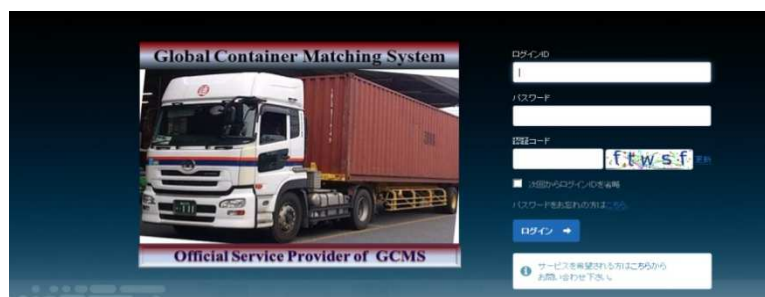 Global Container Matching System
Official Service Provider of GCMS
ログインID
パスワード
認証コード
ftwsf
更新
次回からログインIDを省略
パスワードをお忘れの方はこちら
ログイン
サービスを希望される方はこちらから
お問い合わせ下さい。